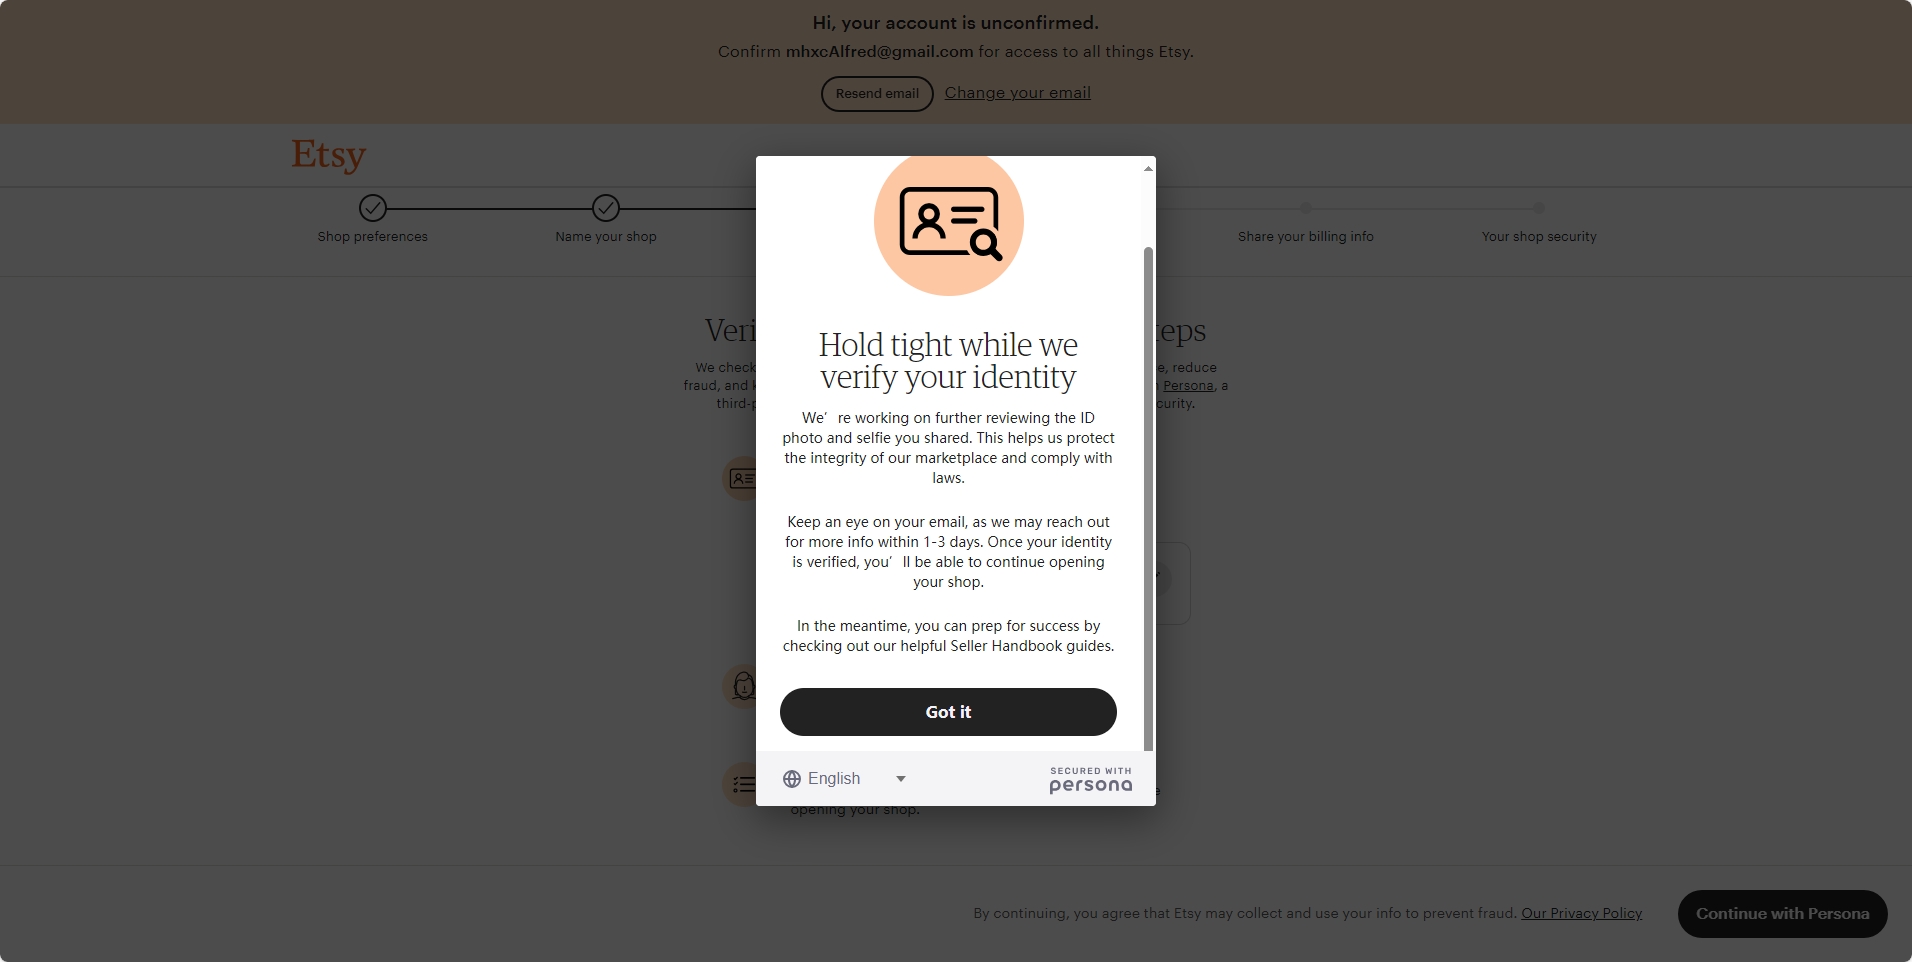 Hi, your account is unconfirmed.
Confirm mhxcAlfred@gmail.com for access to all things Etsy.
Resend email Change your email
Etsy
Shop preferences
Name your shop
Share your billing info
Your shop security
We check
fraud, and
third-
e, reduce
Persona, a
Hold tight while we
verify your identity
We’re working on further reviewing the ID
photo and selfie you shared. This helps us protect
the integrity of our marketplace and comply with
laws.
Keep an eye on your email, as we may reach out
for more info within 1-3 days. Once your identity
is verified, you’ll be able to continue opening
your shop.
In the meantime, you can prep for success by
checking out our helpful Seller Handbook guides.
Got it
English
SECURED WITH
persona
opening your shop.
By continuing, you agree that Etsy may collect and use your info to prevent fraud. Our Privacy Policy
Continue with Persona